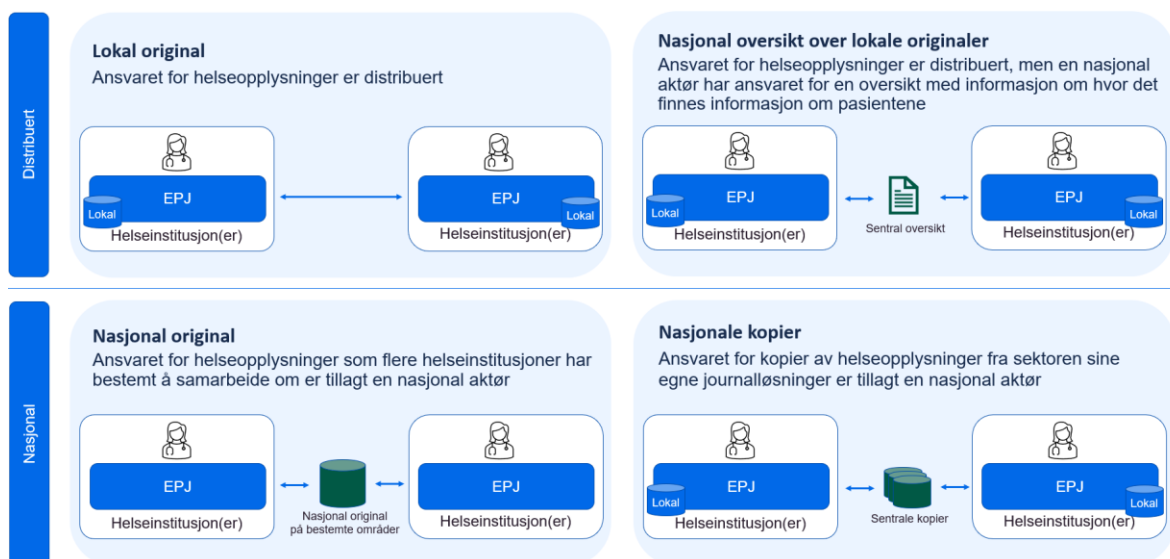 Distribuert
Lokal original
Ansvaret for helseopplysninger er distribuert
EPJ
Lokal
Helseinstitusjon(er)
EPJ
Lokal
Helseinstitusjon(er)
Nasjonal oversikt over lokale originaler
Ansvaret for helseopplysninger er distribuert, men en nasjonal
aktør har ansvaret for en oversikt med informasjon om hvor det
finnes informasjon om pasientene
EPJ
Lokal
Helseinstitusjon(er)
Sentral oversikt
EPJ
Lokal
Helseinstitusjon(er)
Nasjonal
Nasjonal original
Ansvaret for helseopplysninger som flere helseinstitusjoner har
bestemt å samarbeide om er tillagt en nasjonal aktør
EPJ
Helseinstitusjon(er)
Nasjonal original
på bestemte områder
EPJ
Helseinstitusjon(er)
Nasjonale kopier
Ansvaret for kopier av helseopplysninger fra sektoren sine
egne journalløsninger er tillagt en nasjonal aktør
EPJ
Lokal
Helseinstitusjon(er)
Sentrale kopier
EPJ
Lokal
Helseinstitusjon(er)